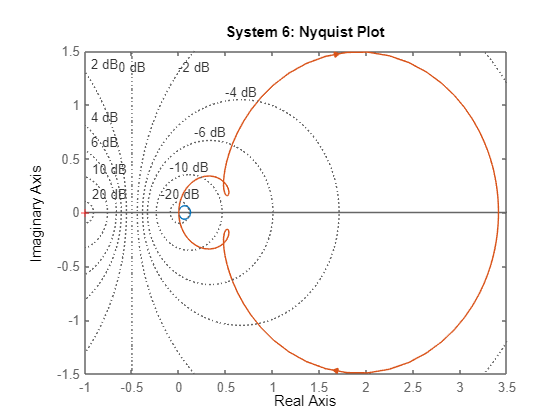 System 6: Nyquist Plot
2 dB 0 dB -2 dB
-4 dB
4 dB
-6 dB
6 dB
10 dB -10 dB
20 dB -20 dB
1.5
1
0.5
0
-0.5
-1
-1.5
Imaginary Axis
-1 -0.5 0 0.5 1 1.5 2 2.5 3 3.5
Real Axis